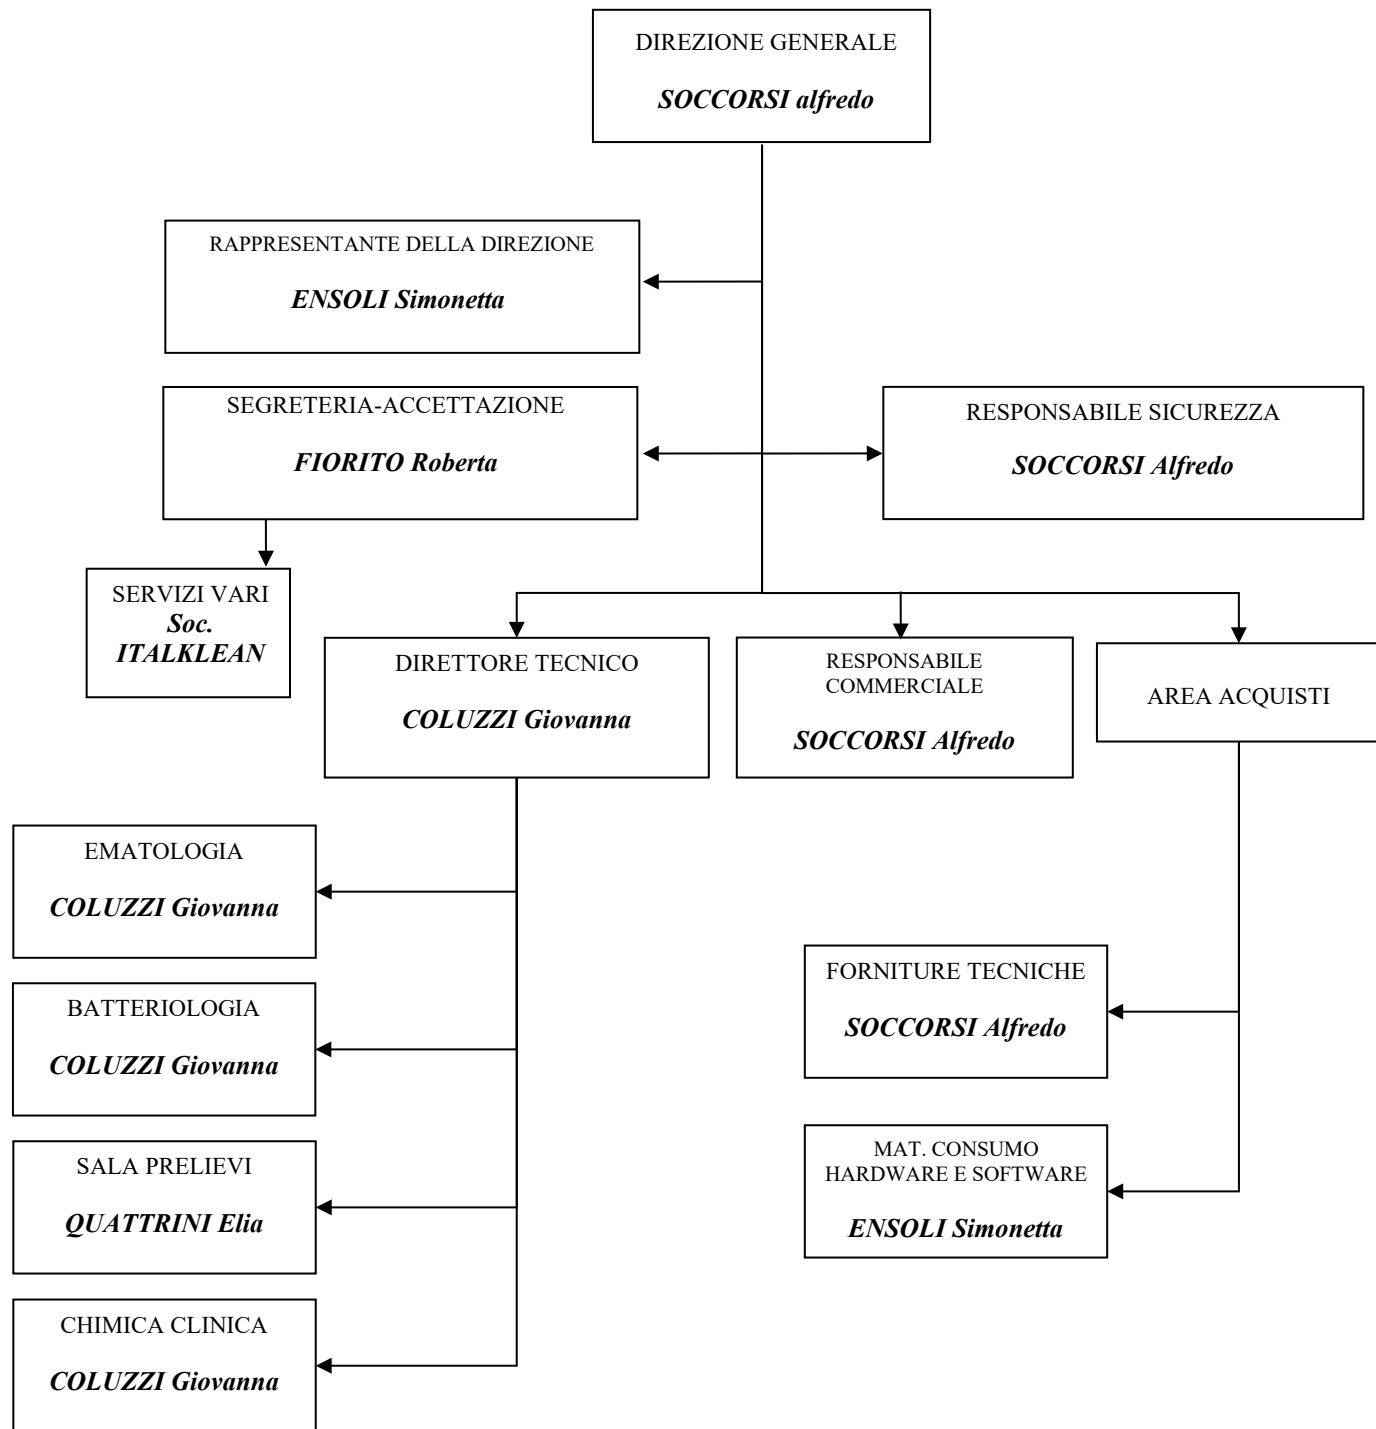 DIREZIONE GENERALE
SOCCORSI alfredo
RAPPRESENTANTE DELLA DIREZIONE
ENSOLI Simonetta
SEGRETERIA-ACCETTAZIONE
FIORITO Roberta
RESPONSABILE SICUREZZA
SOCCORSI Alfredo
SERVIZI VARI
Soc.
ITALKLEAN
DIRETTORE TECNICO
COLUZZI Giovanna
RESPONSABILE
COMMERCIALE
SOCCORSI Alfredo
AREA ACQUISTI
EMATOLOGIA
COLUZZI Giovanna
BATTERIOLOGIA
COLUZZI Giovanna
SALA PRELIEVI
QUATTRINI Elia
CHIMICA CLINICA
COLUZZI Giovanna
FORNITURE TECNICHE
SOCCORSI Alfredo
MAT. CONSUMO
HARDWARE E SOFTWARE
ENSOLI Simonetta